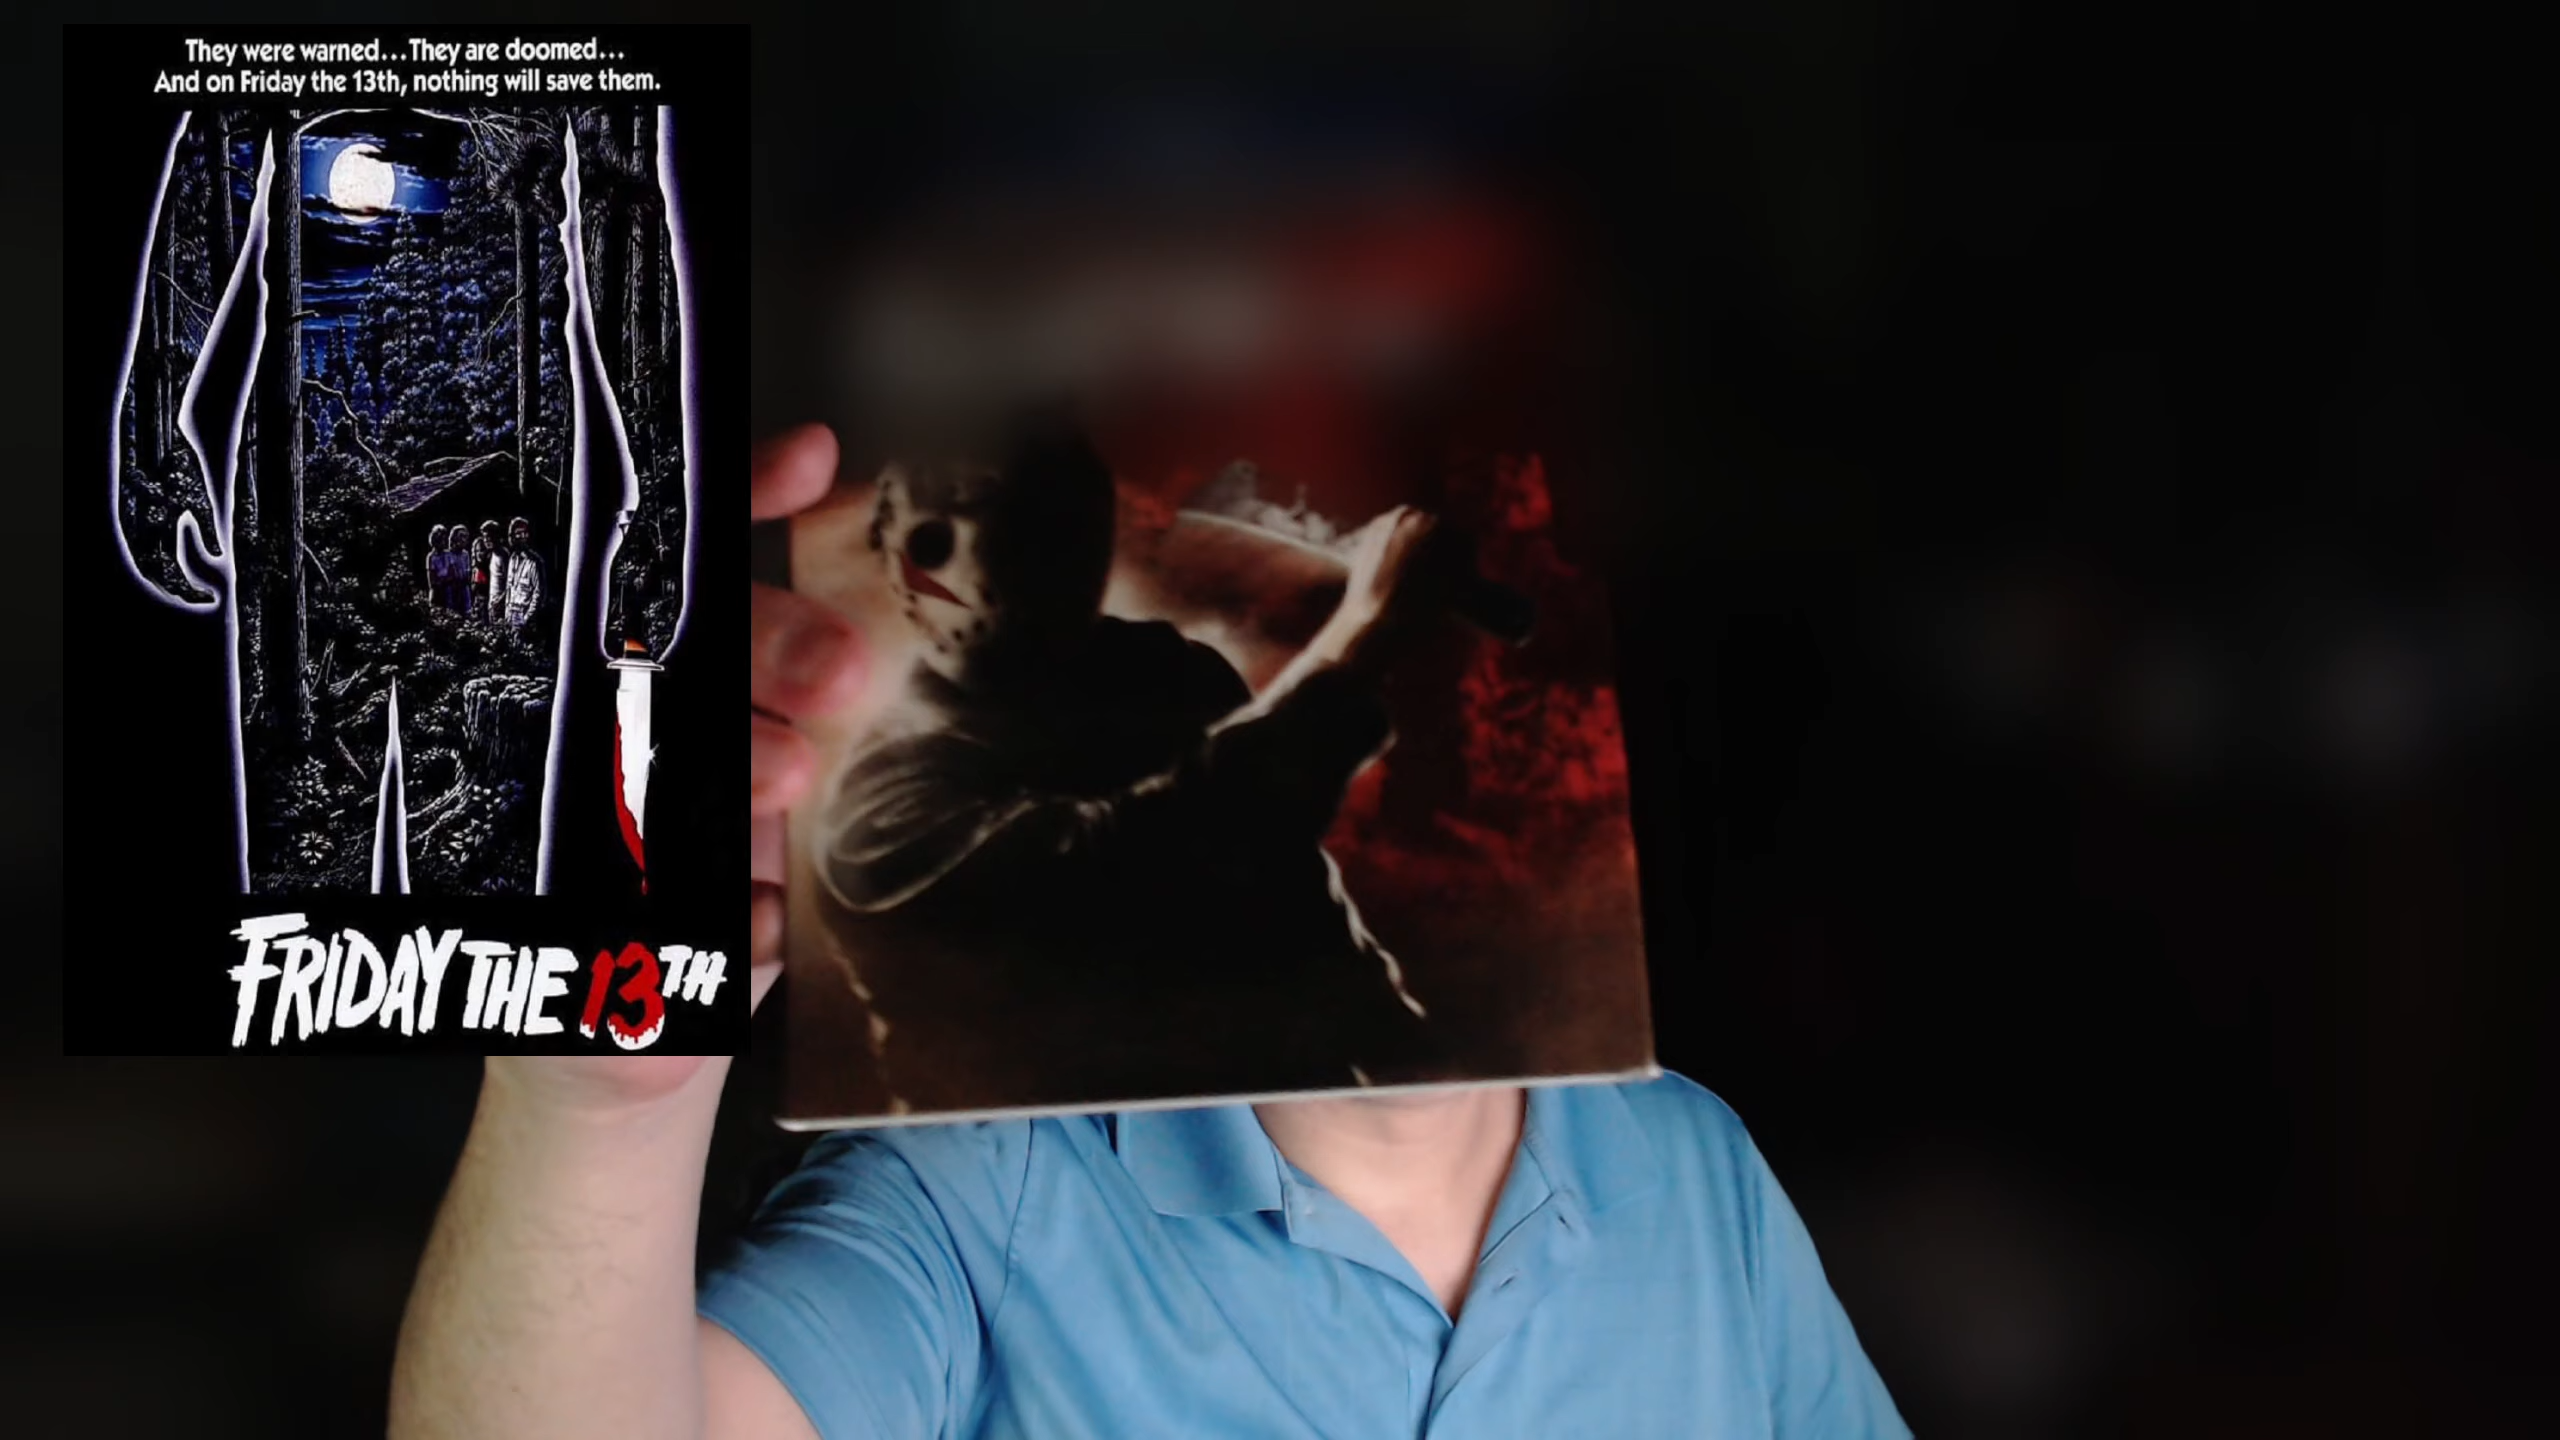 They were warned...They are doomed...
And on Friday the 13th, nothing will save them.
FRIDAY THE 13TH